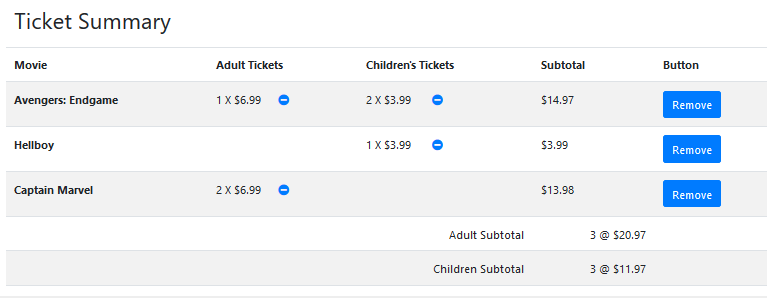 Ticket Summary
Movie Adult Tickets Children's Tickets Subtotal Button
Avengers: Endgame 1 X $6.99 2 X $3.99 $14.97 Remove
Hellboy 1 X $3.99 $3.99 Remove
Captain Marvel 2 X $6.99 $13.98 Remove
Adult Subtotal 3 @ $20.97
Children Subtotal 3 @ $11.97